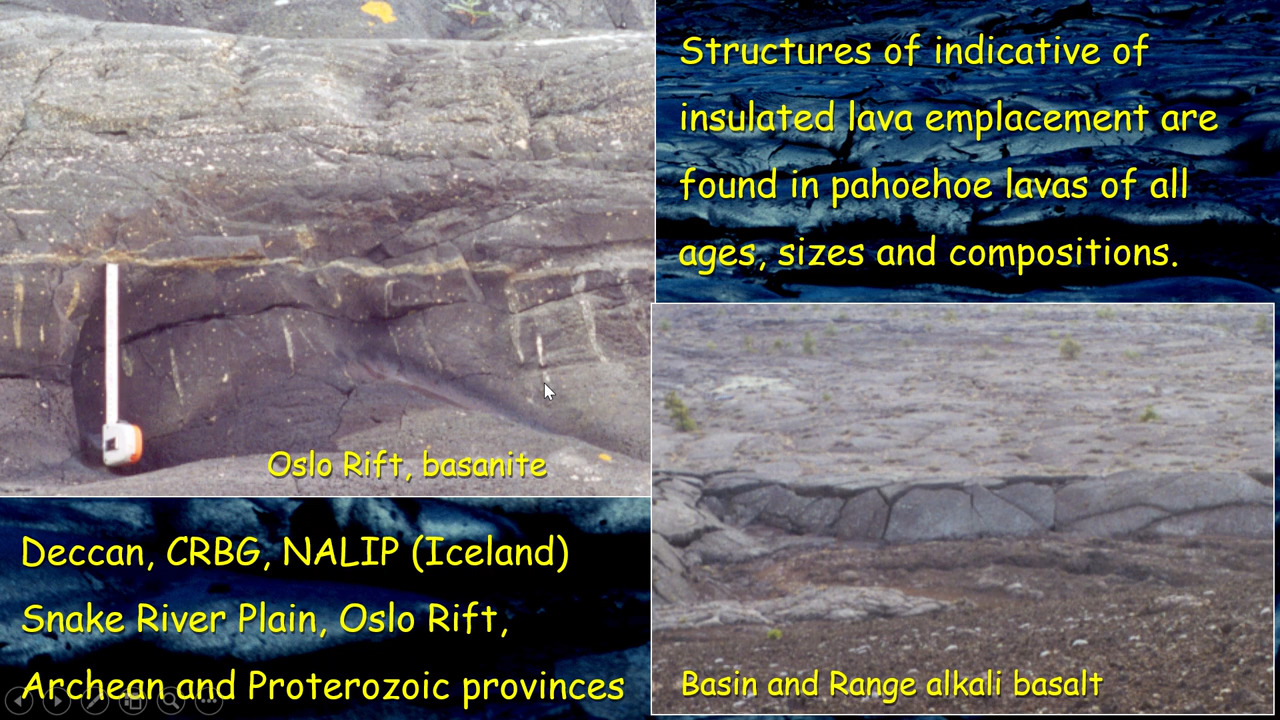 Structures of indicative of
insulated lava emplacement are
found in pahoehoe lavas of all
ages, sizes and compositions.
Oslo Rift, basanite
Deccan, CRBG, NALIP (Iceland)
Snake River Plain, Oslo Rift,
Archean and Proterozoic provinces
Basin and Range alkali basalt